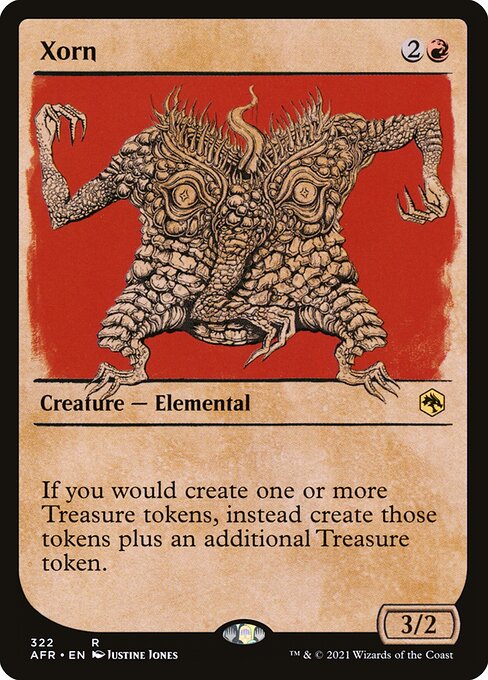 Xorn 2
Creature — Elemental
If you would create one or more
Treasure tokens, instead create those
tokens plus an additional Treasure
token.
3/2
322 R
AFR • EN Justine Jones ™ & © 2021 Wizards of the Coast